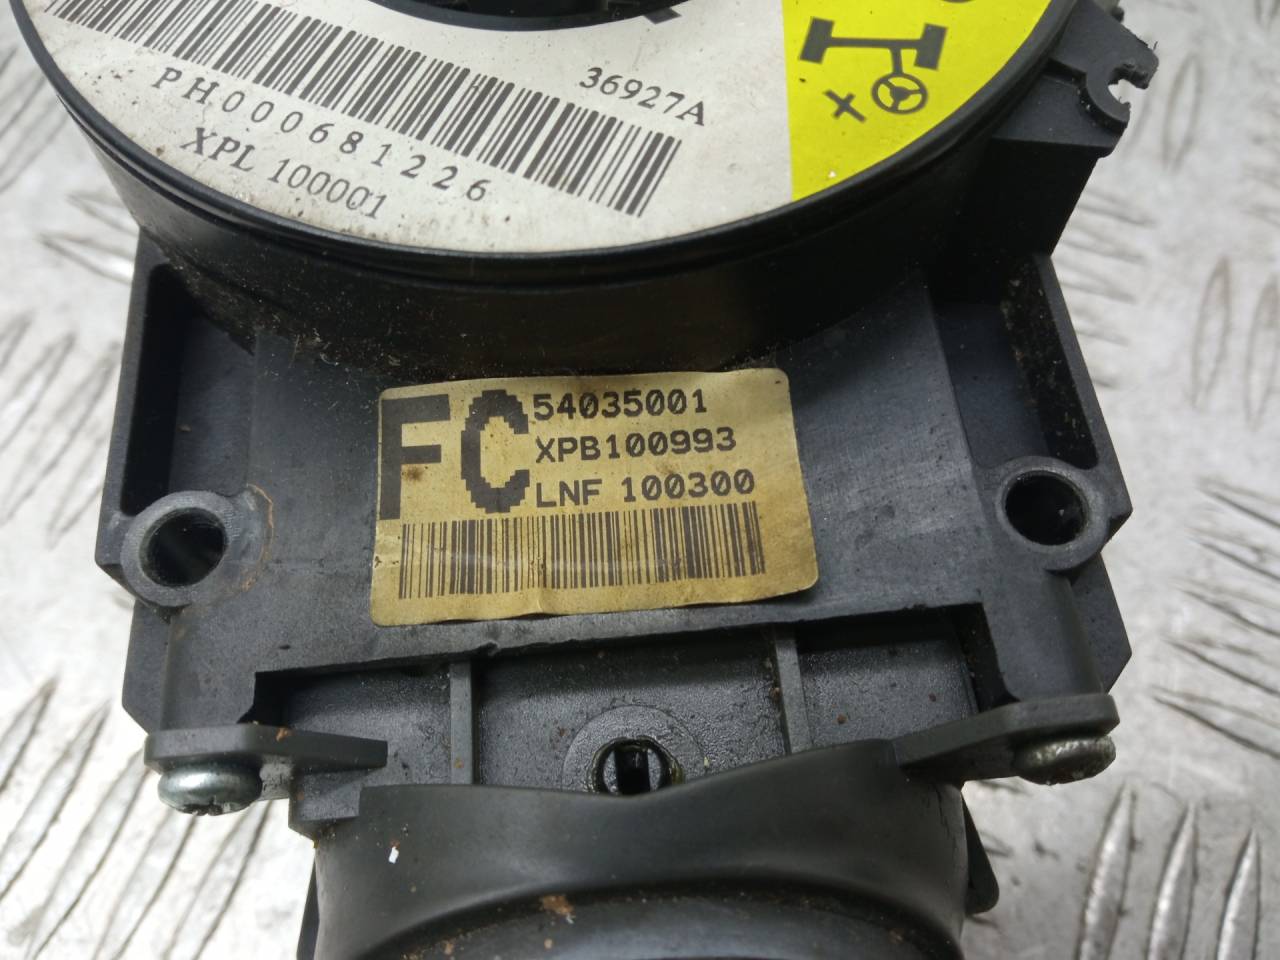 36927A
PH000681226
XPL 100001
FC
54035001
XPB100993
LNF 100300